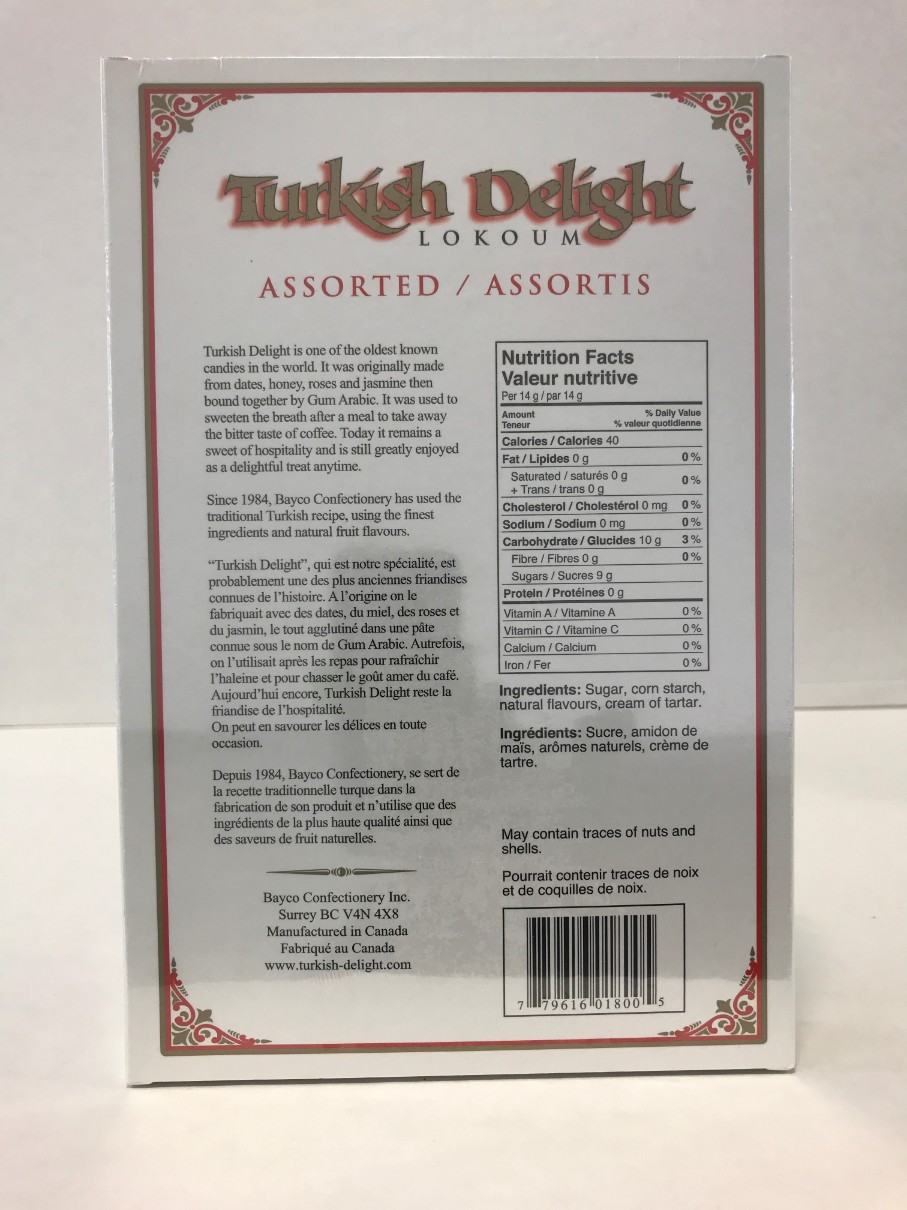 Turkish Delight
LOKOUM
ASSORTED / ASSORTIS
Turkish Delight is one of the oldest known
candies in the world. It was originally made
from dates, honey, roses and jasmine then
bound together by Gum Arabic. It was used to
sweeten the breath after a meal to take away
the bitter taste of coffee. Today it remains a
sweet of hospitality and is still greatly enjoyed
as a delightful treat anytime.
Since 1984, Bayco Confectionery has used the
traditional Turkish recipe, using the finest
ingredients and natural fruit flavours.
“Turkish Delight”, qui est notre spécialité, est
probablement une des plus anciennes friandises
connues de l’histoire. A l’origine on le
fabriquait avec des dates, du miel, des roses et
du jasmin, le tout agglutiné dans une pâte
connue sous le nom de Gum Arabic. Autrefois,
on l’utilisait après les repas pour rafraîchir
l’haleine et pour chasser le goût amer du café.
Aujourd’hui encore, Turkish Delight reste la
friandise de l’hospitalité.
On peut en savourer les délices en toute
occasion.
Depuis 1984, Bayco Confectionery, se sert de
la recette traditionnelle turque dans la
fabrication de son produit et n’utilise que des
ingrédients de la plus haute qualité ainsi que
des saveurs de fruit naturelles.
Bayco Confectionery Inc.
Surrey BC V4N 4X8
Manufactured in Canada
Fabriqué au Canada
www.turkish-delight.com
Nutrition Facts
Valeur nutritive
Per 14 g / par 14 g
Amount % Daily Value
Teneur % valeur quotidienne
Calories / Calories 40
Fat / Lipides 0 g 0 %
Saturated / saturés 0 g
+ Trans / trans 0 g 0 %
Cholesterol / Cholestérol 0 mg 0 %
Sodium / Sodium 0 mg 0 %
Carbohydrate / Glucides 10 g 3 %
Fibre / Fibres 0 g 0 %
Sugars / Sucres 9 g
Protein / Protéines 0 g
Vitamin A / Vitamine A 0 %
Vitamin C / Vitamine C 0 %
Calcium / Calcium 0 %
Iron / Fer 0 %
Ingredients: Sugar, corn starch,
natural flavours, cream of tartar.
Ingrédients: Sucre, amidon de
maïs, arômes naturels, crème de
tartre.
May contain traces of nuts and
shells.
Pourrait contenir traces de noix
et de coquilles de noix.
7 79616 01800 5